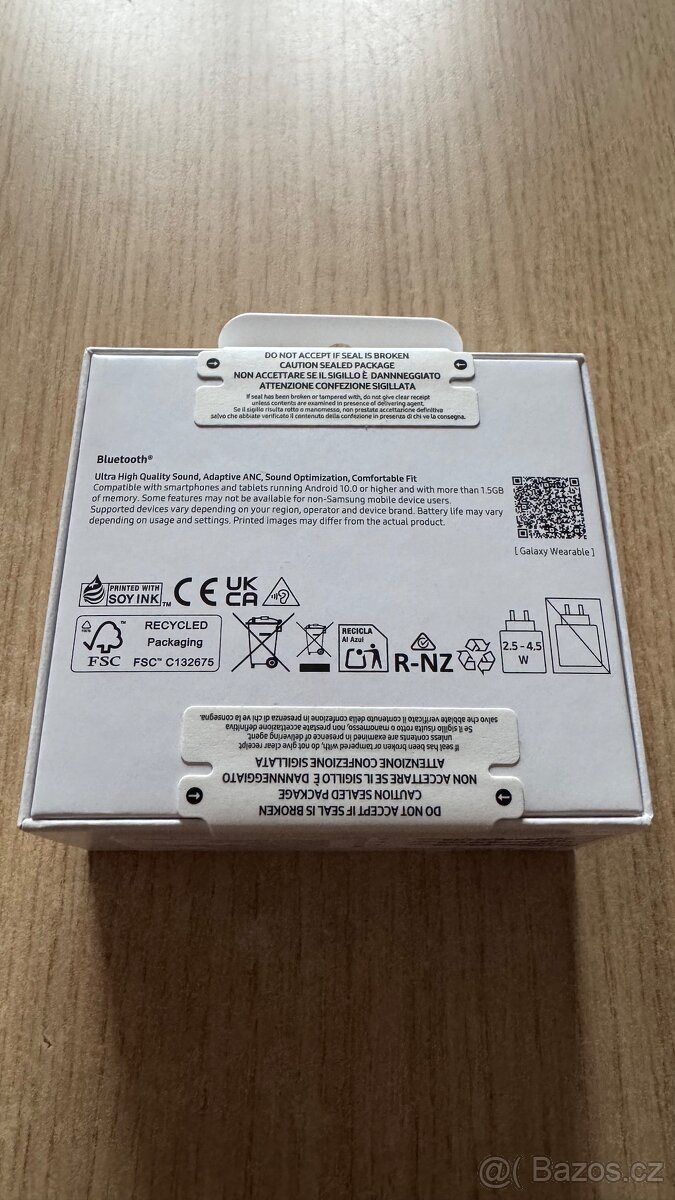 DO NOT ACCEPT IF SEAL IS BROKEN
CAUTION SEALED PACKAGE
NON ACCETTARE SE IL SIGILLO È DANNNEGGIATO
ATTENZIONE CONFEZIONE SIGILLATA
If seal has been broken or tampered with, do not give clear receipt
unless contents are examined in presence of delivering agent.
Se il sigillo risulta rotto o manomesso, non prestate accettazione definitiva
salvo che abbiate verificato il contenuto della confezione in presenza di chi ve la consegna.
Bluetooth®
Ultra High Quality Sound, Adaptive ANC, Sound Optimization, Comfortable Fit
Compatible with smartphones and tablets running Android 10.0 or higher and with more than 1.5GB
of memory. Some features may not be available for non-Samsung mobile device users.
Supported devices vary depending on your region, operator and device brand. Battery life may vary
depending on usage and settings. Printed images may differ from the actual product.
[ Galaxy Wearable ]
PRINTED WITH
SOY INK™
CE
UK
CA
FSC
RECYCLED
Packaging
FSC™ C132675
RECICLA
Al Azul
R-NZ
2.5 – 4.5
W
DO NOT ACCEPT IF SEAL IS BROKEN
CAUTION SEALED PACKAGE
NON ACCETTARE SE IL SIGILLO È DANNNEGGIATO
ATTENZIONE CONFEZIONE SIGILLATA
If seal has been broken or tampered with, do not give clear receipt
unless contents are examined in presence of delivering agent.
Se il sigillo risulta rotto o manomesso, non prestate accettazione definitiva
salvo che abbiate verificato il contenuto della confezione in presenza di chi ve la consegna.
@( Bazos.cz